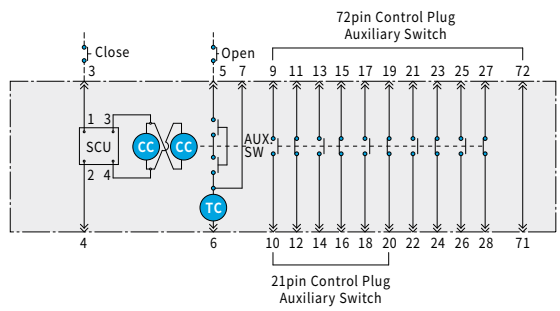 72pin Control Plug
Auxiliary Switch
Close
Open
3 5 7 9 11 13 15 17 19 21 23 25 27 72
1 3
SCU
CC CC
AUX.
SW
2 4
TC
4 6 10 12 14 16 18 20 22 24 26 28 71
21pin Control Plug
Auxiliary Switch